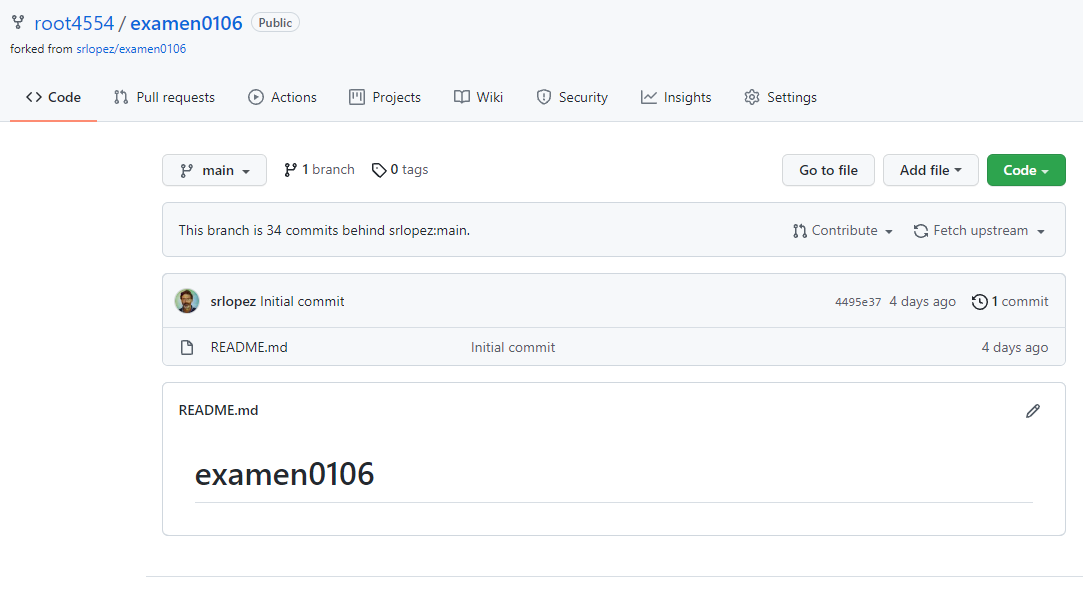 root4554 / examen0106 Public
forked from srlopez/examen0106
Code Pull requests Actions Projects Wiki Security Insights Settings
main 1 branch 0 tags Go to file Add file Code
This branch is 34 commits behind srlopez:main. Contribute Fetch upstream
srlopez Initial commit 4495e37 4 days ago 1 commit
README.md Initial commit 4 days ago
README.md
examen0106